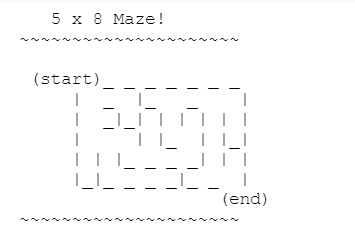 5 x 8 Maze!
~~~~~~~~~~~~~~~~~~~~~
(start)_ _ _ _ _ _ _
|  _  |_  _   |
|  _|_| | | | | |
|     | |_  | |_|
| | |_ _ _ _| | |
|_|_ _ _ _|_ _  |
(end)
~~~~~~~~~~~~~~~~~~~~~